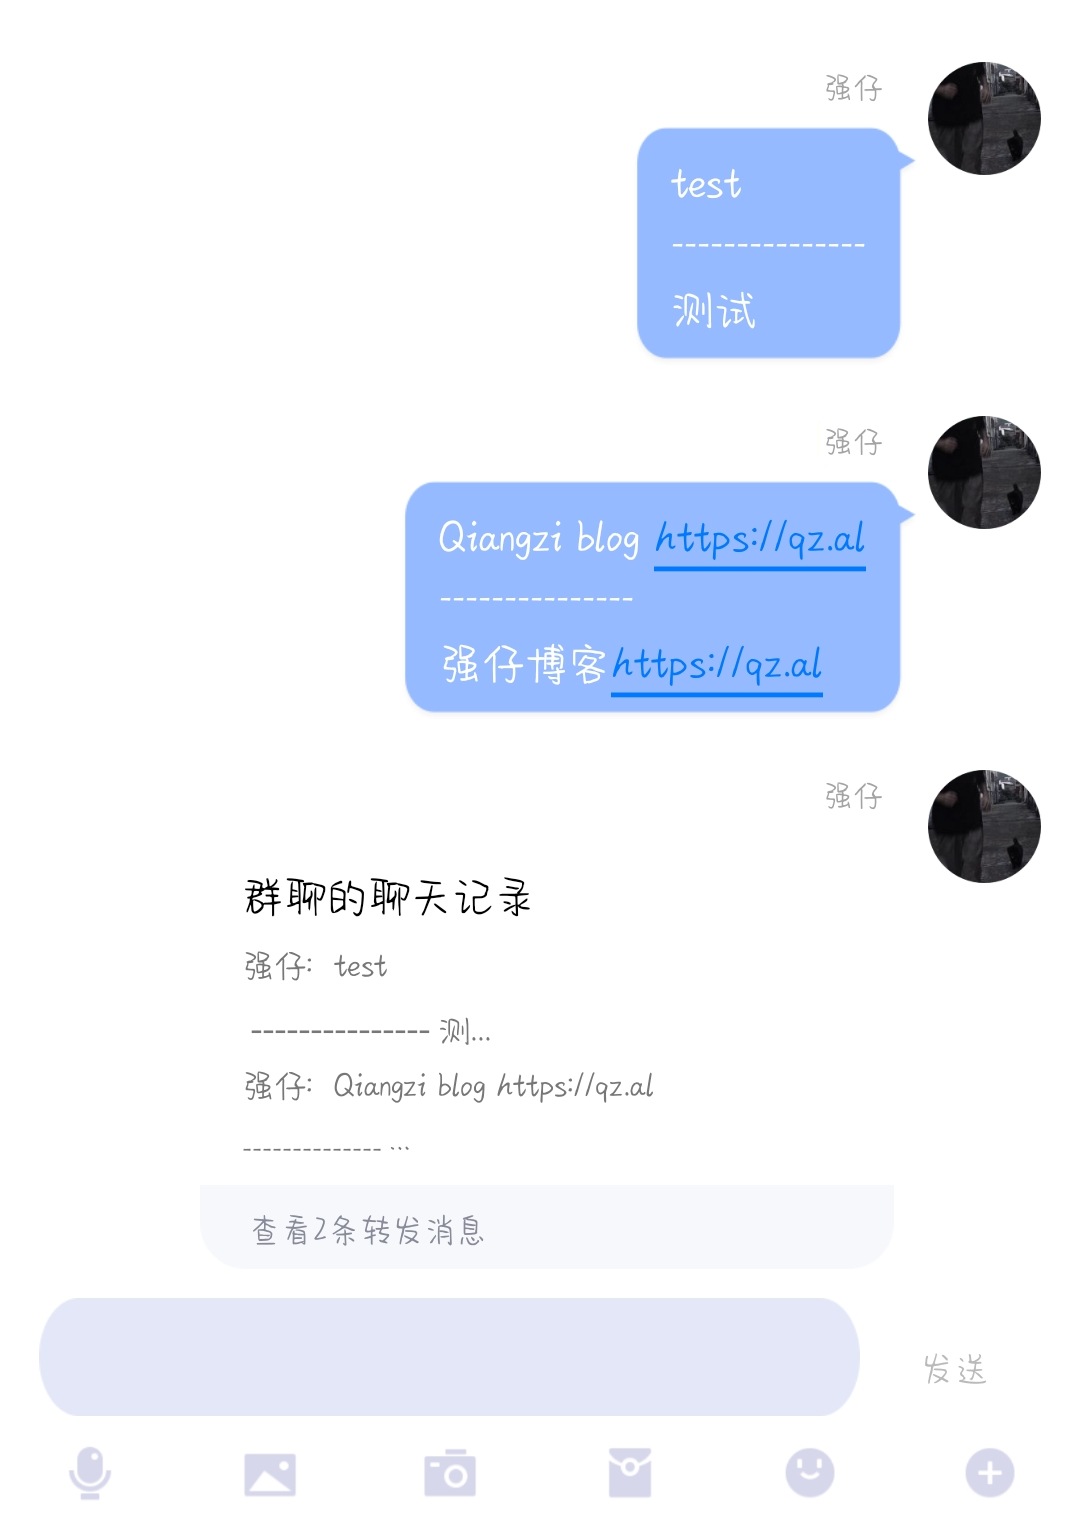 强仔
test
---------------
测试
强仔
Qiangzi blog https://qz.al
---------------
强仔博客https://qz.al
强仔
群聊的聊天记录
强仔: test
--------------- 测...
强仔: Qiangzi blog https://qz.al
-------------- ...
查看2条转发消息
发送